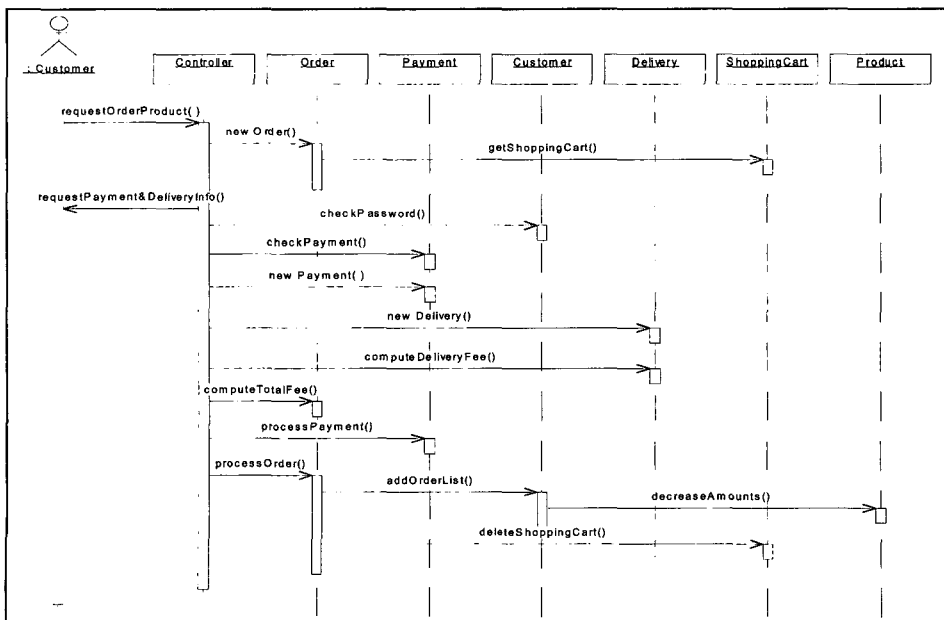 : Customer
Controller
Order
Payment
Customer
Delivery
ShoppingCart
Product
requestOrderProduct( )
new Order()
getShoppingCart()
requestPayment&DeliveryInfo()
checkPassword()
checkPayment()
new Payment( )
new Delivery()
computeDeliveryFee()
computeTotalFee()
processPayment()
processOrder()
addOrderList()
decreaseAmounts()
deleteShoppingCart()